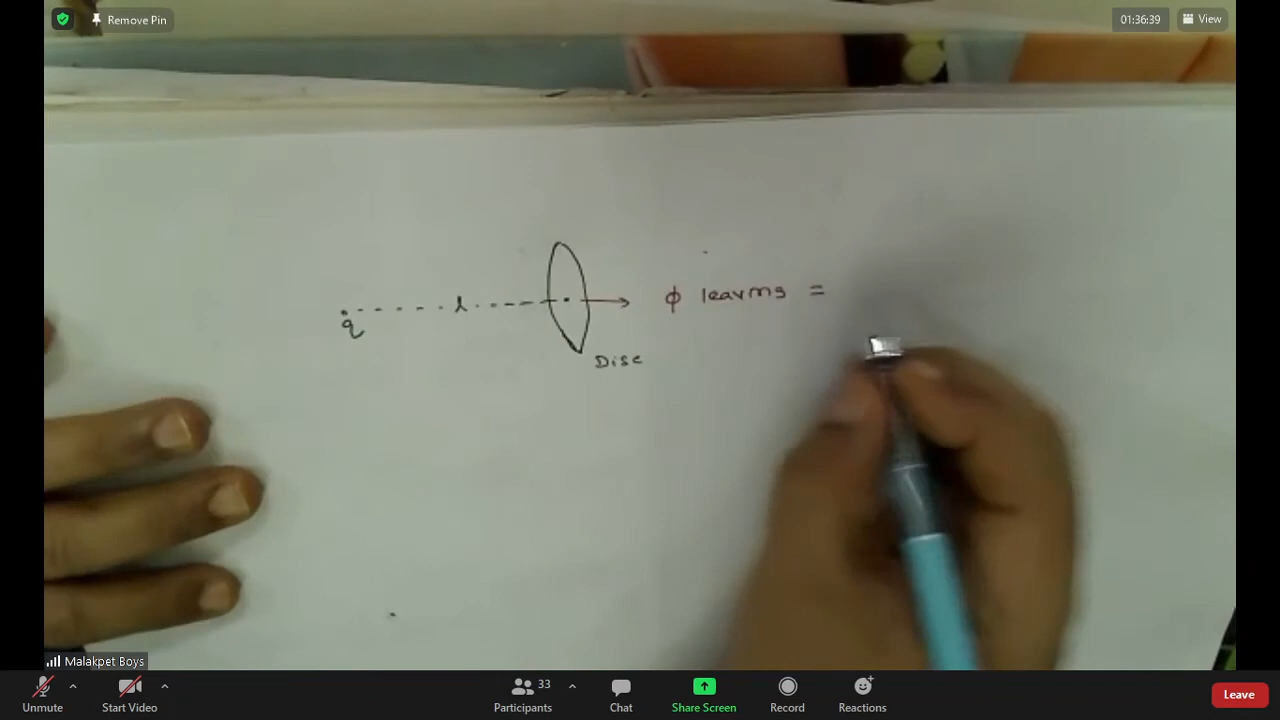 Remove Pin
01:36:39
View
l
ϕ leaving =
q
Disc
Malakpet Boys
Unmute
Start Video
33
Participants
Chat
Share Screen
Record
Reactions
Leave